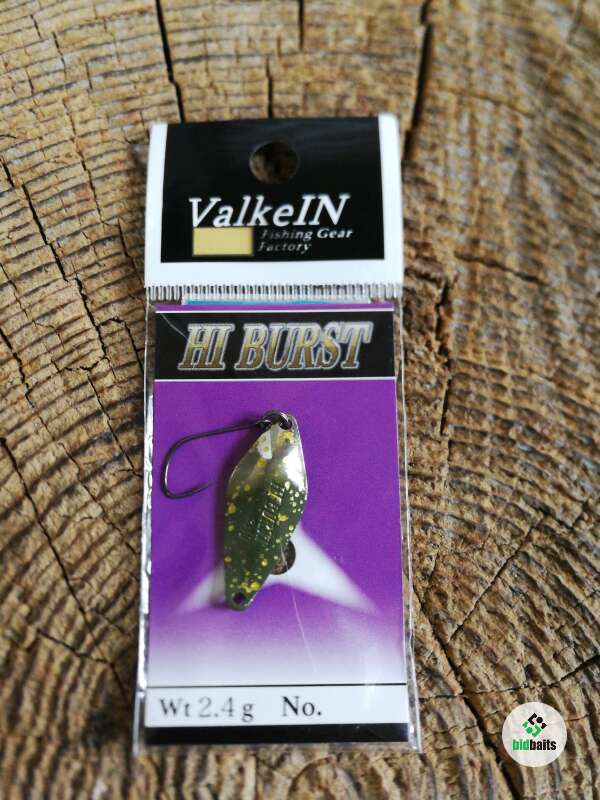 ValkeIN
Fishing Gear
Factory
HI BURST
Wt 2.4 g No.
bidbaits